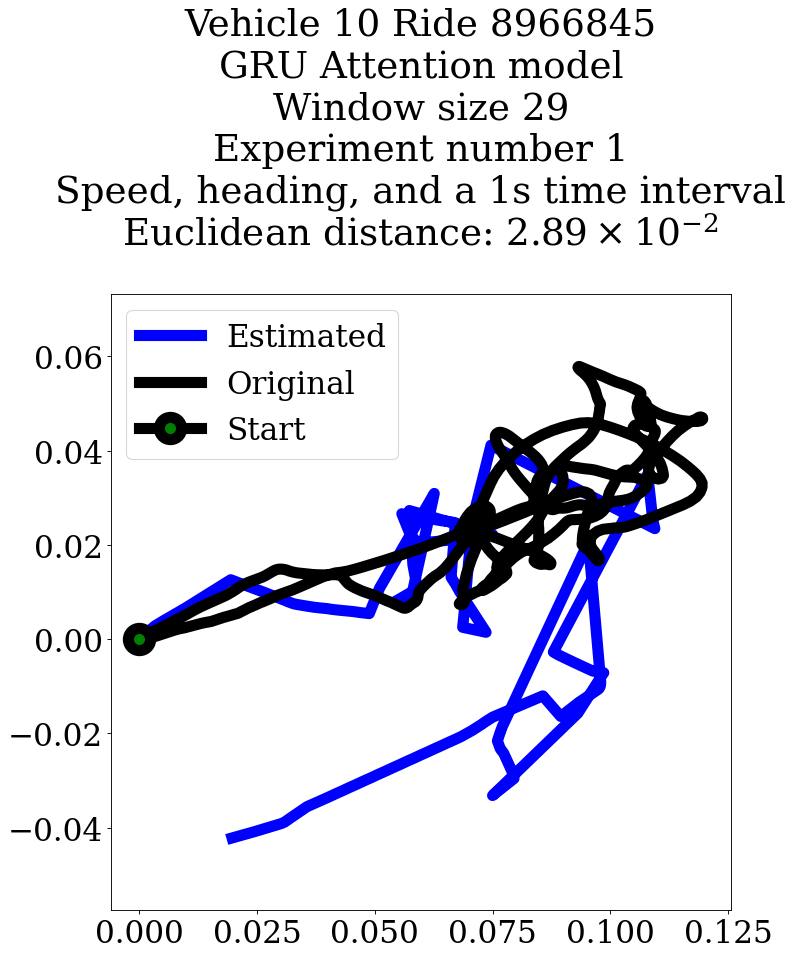 Vehicle 10 Ride 8966845
GRU Attention model
Window size 29
Experiment number 1
Speed, heading, and a 1s time interval
Euclidean distance: 2.89 × 10⁻²
Estimated
Original
Start
0.06
0.04
0.02
0.00
−0.02
−0.04
0.000 0.025 0.050 0.075 0.100 0.125